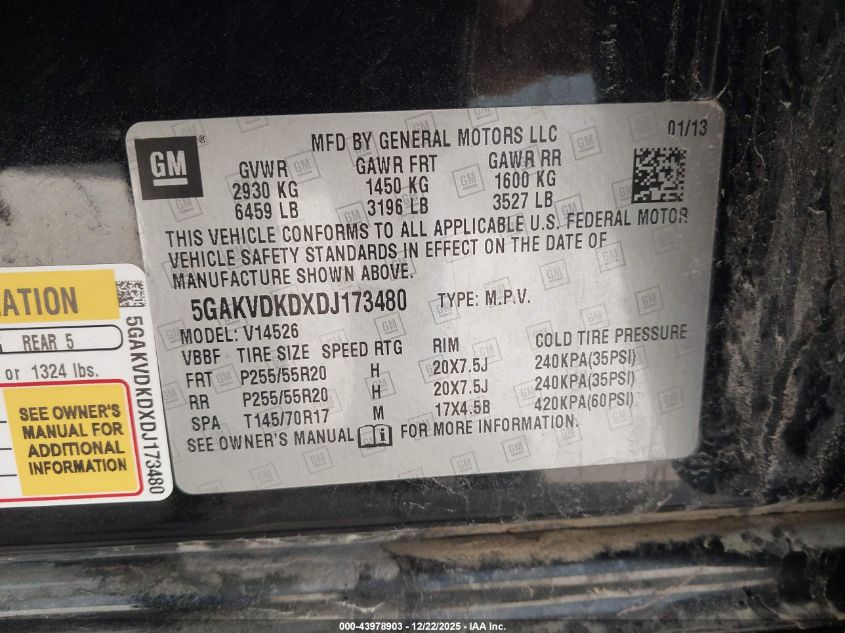 GM
®
MFD BY GENERAL MOTORS LLC
01/13
GVWR GAWR FRT GAWR RR
2930 KG 1450 KG 1600 KG
6459 LB 3196 LB 3527 LB
THIS VEHICLE CONFORMS TO ALL APPLICABLE U.S. FEDERAL MOTOR
VEHICLE SAFETY STANDARDS IN EFFECT ON THE DATE OF
MANUFACTURE SHOWN ABOVE.
5GAKVDKDXDJ173480 TYPE: M.P.V.
MODEL: V14526
VBBF TIRE SIZE SPEED RTG RIM COLD TIRE PRESSURE
FRT P255/55R20 H 20X7.5J 240KPA(35PSI)
RR P255/55R20 H 20X7.5J 240KPA(35PSI)
SPA T145/70R17 M 17X4.5B 420KPA(60PSI)
SEE OWNER'S MANUAL FOR MORE INFORMATION.
REAR 5
or 1324 lbs.
SEE OWNER'S
MANUAL FOR
ADDITIONAL
INFORMATION
5GAKVDKDXDJ173480
000-43978903 - 12/22/2025 - IAA Inc.